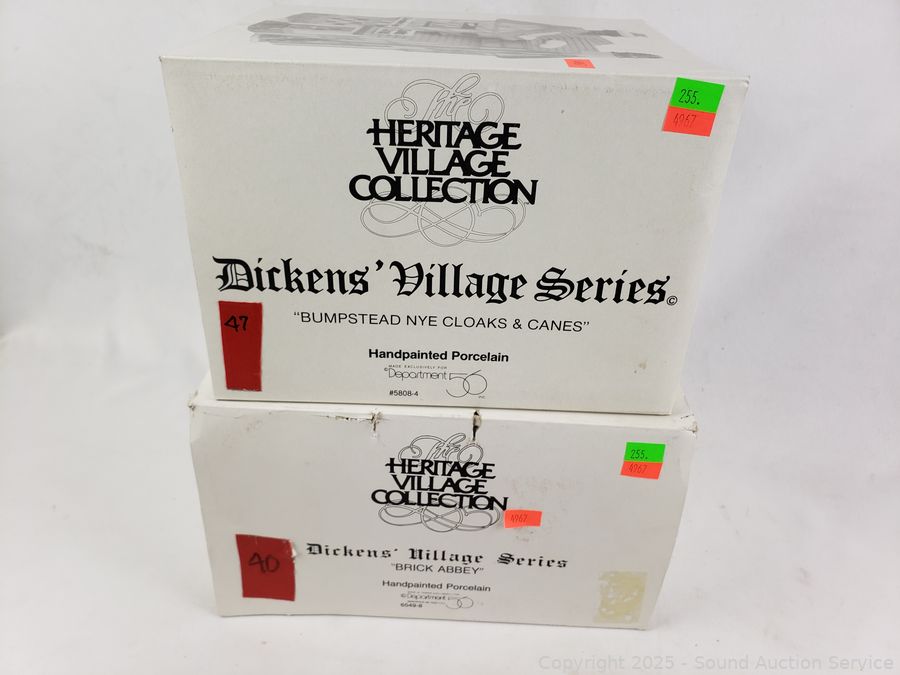 255.
4967
The
HERITAGE
VILLAGE
COLLECTION
Dickens' Village Series©
47
"BUMPSTEAD NYE CLOAKS & CANES"
Handpainted Porcelain
MADE EXCLUSIVELY FOR
©Department 56 INC.
#5808-4
The
HERITAGE
VILLAGE
COLLECTION
255.
4967
4967
40
Dickens' Village Series
"BRICK ABBEY"
Handpainted Porcelain
©Department 56
6549-8
Copyright 2025 - Sound Auction Service